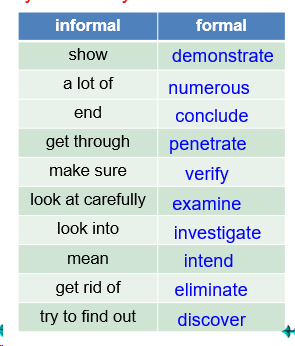 informal formal
show demonstrate
a lot of numerous
end conclude
get through penetrate
make sure verify
look at carefully examine
look into investigate
mean intend
get rid of eliminate
try to find out discover